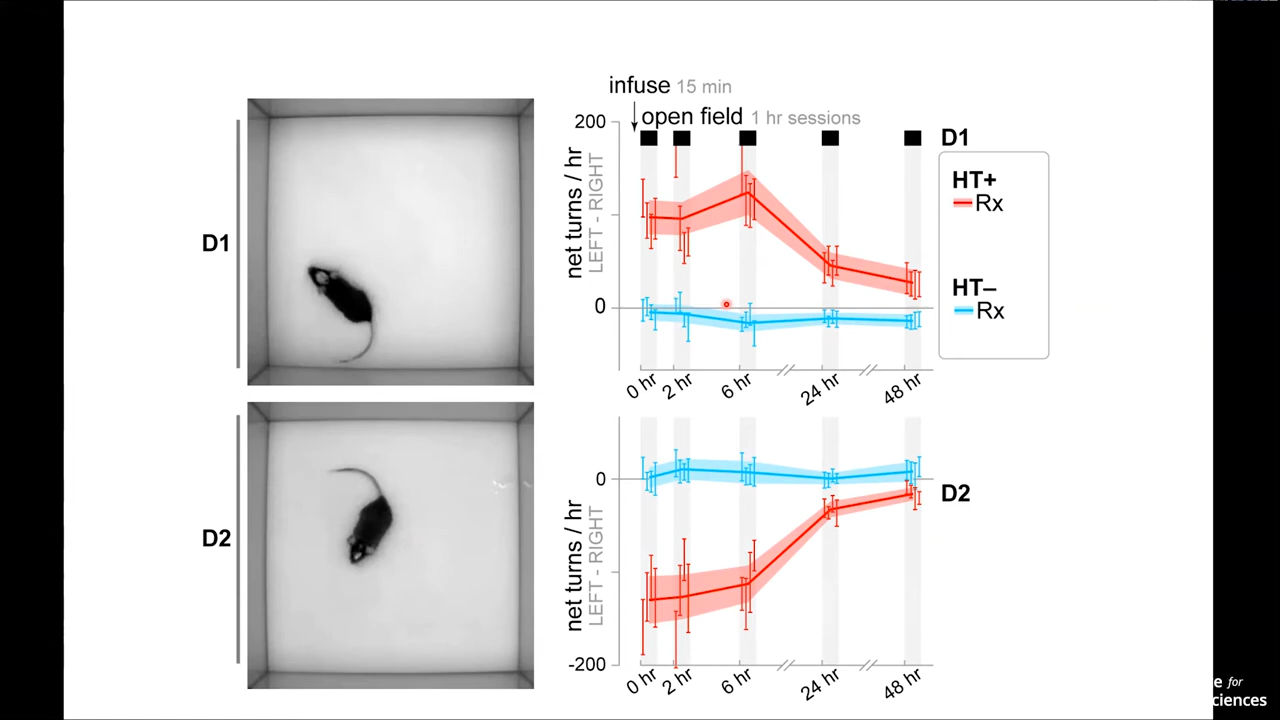 infuse 15 min
open field 1 hr sessions
D1
200
0
net turns / hr
LEFT - RIGHT
0 hr
2 hr
6 hr
24 hr
48 hr
D1
HT+
Rx
HT–
Rx
D2
0
-200
net turns / hr
LEFT - RIGHT
0 hr
2 hr
6 hr
24 hr
48 hr
D2
e for
ciences